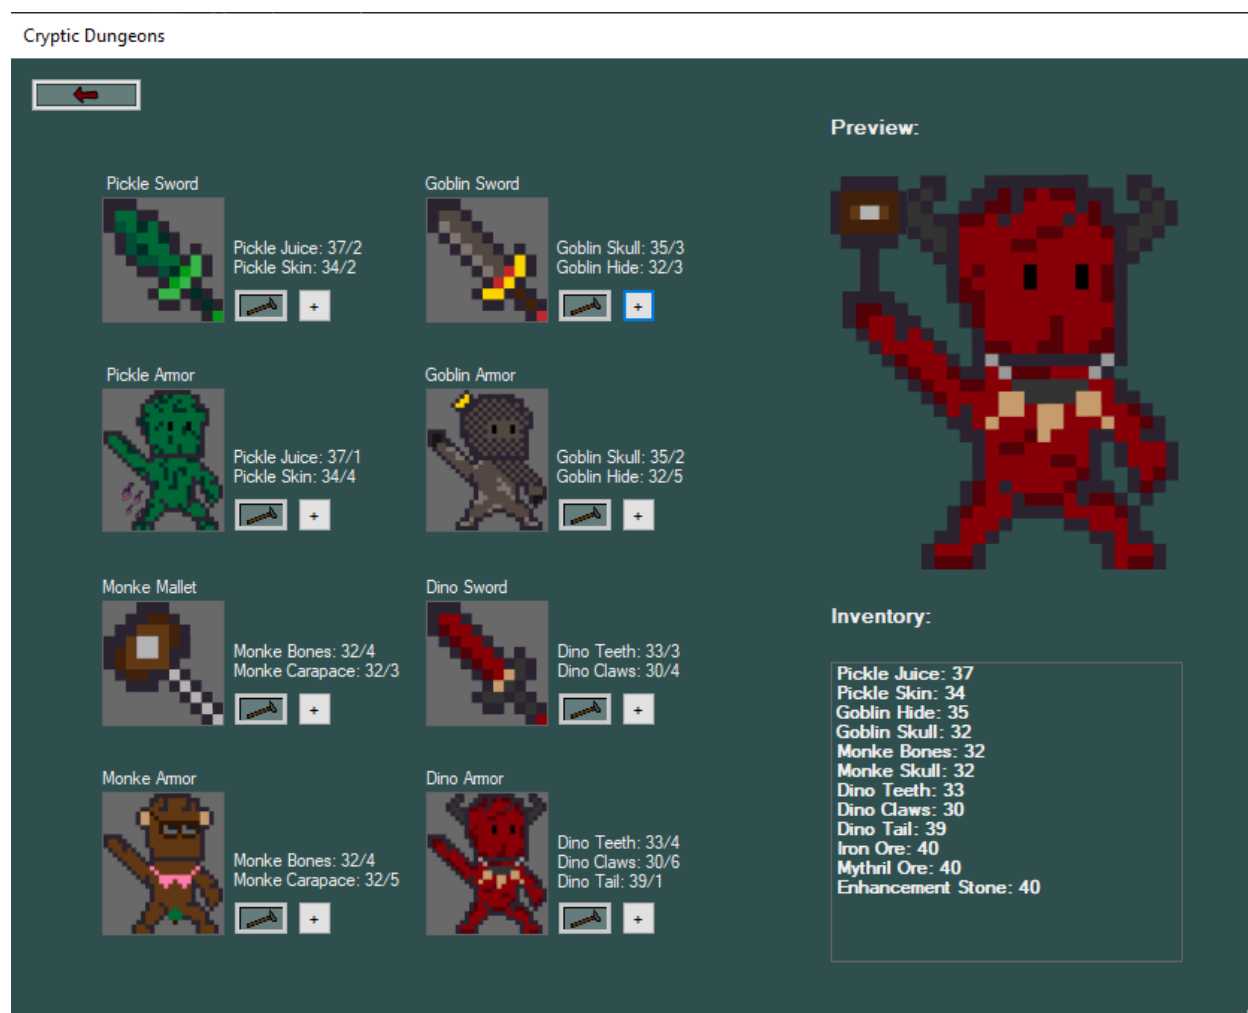 Cryptic Dungeons
Preview:
Pickle Sword
Pickle Juice: 37/2
Pickle Skin: 34/2
+
Goblin Sword
Goblin Skull: 35/3
Goblin Hide: 32/3
+
Pickle Armor
Pickle Juice: 37/1
Pickle Skin: 34/4
+
Goblin Armor
Goblin Skull: 35/2
Goblin Hide: 32/5
+
Monke Mallet
Monke Bones: 32/4
Monke Carapace: 32/3
+
Dino Sword
Dino Teeth: 33/3
Dino Claws: 30/4
+
Monke Armor
Monke Bones: 32/4
Monke Carapace: 32/5
+
Dino Armor
Dino Teeth: 33/4
Dino Claws: 30/6
Dino Tail: 39/1
+
Inventory:
Pickle Juice: 37
Pickle Skin: 34
Goblin Hide: 35
Goblin Skull: 32
Monke Bones: 32
Monke Skull: 32
Dino Teeth: 33
Dino Claws: 30
Dino Tail: 39
Iron Ore: 40
Mythril Ore: 40
Enhancement Stone: 40